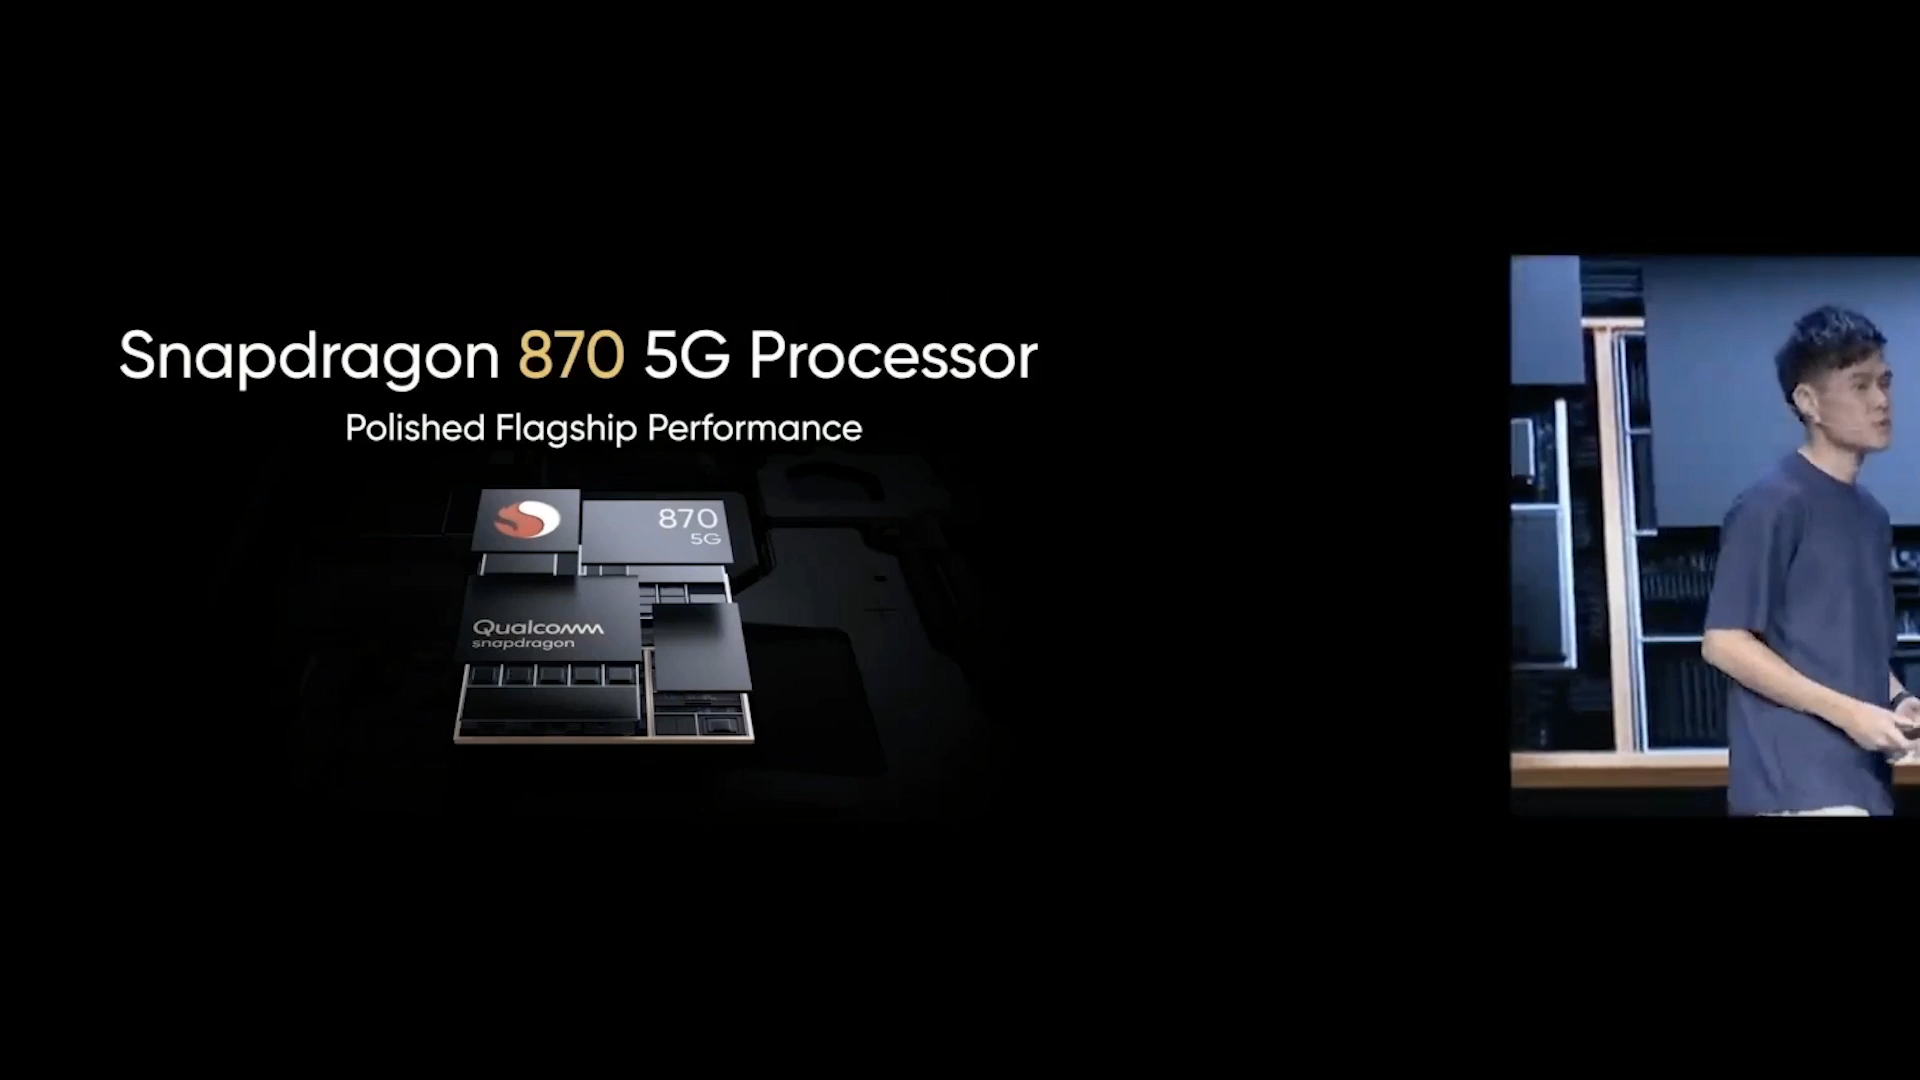 Snapdragon 870 5G Processor
Polished Flagship Performance
870
5G
Qualcomm
snapdragon